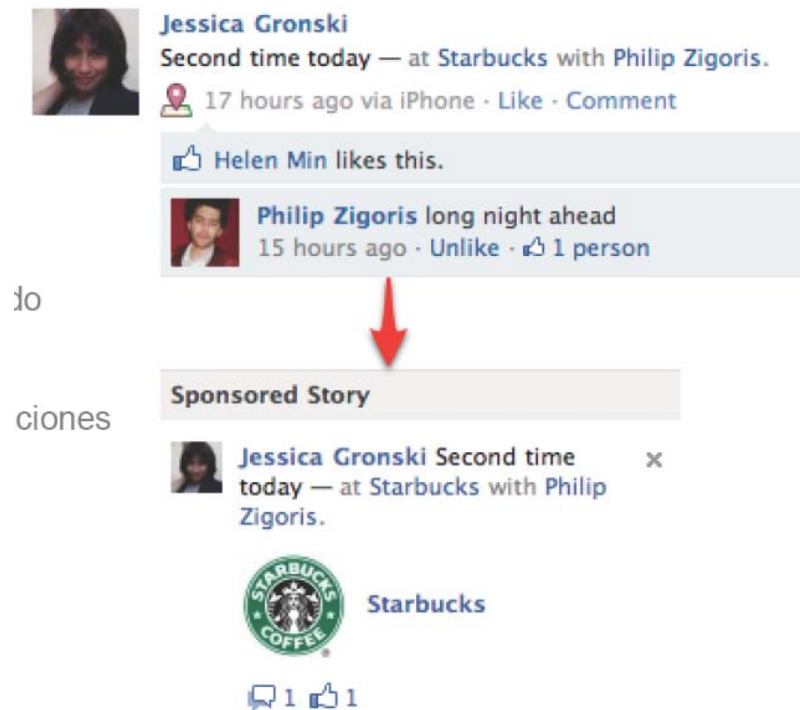 Jessica Gronski
Second time today — at Starbucks with Philip Zigoris.
17 hours ago via iPhone · Like · Comment
Helen Min likes this.
Philip Zigoris long night ahead
15 hours ago · Unlike · 1 person
do
ciones
Sponsored Story
Jessica Gronski Second time
today — at Starbucks with Philip
Zigoris.
STARBUCKS
COFFEE
®
Starbucks
1 1